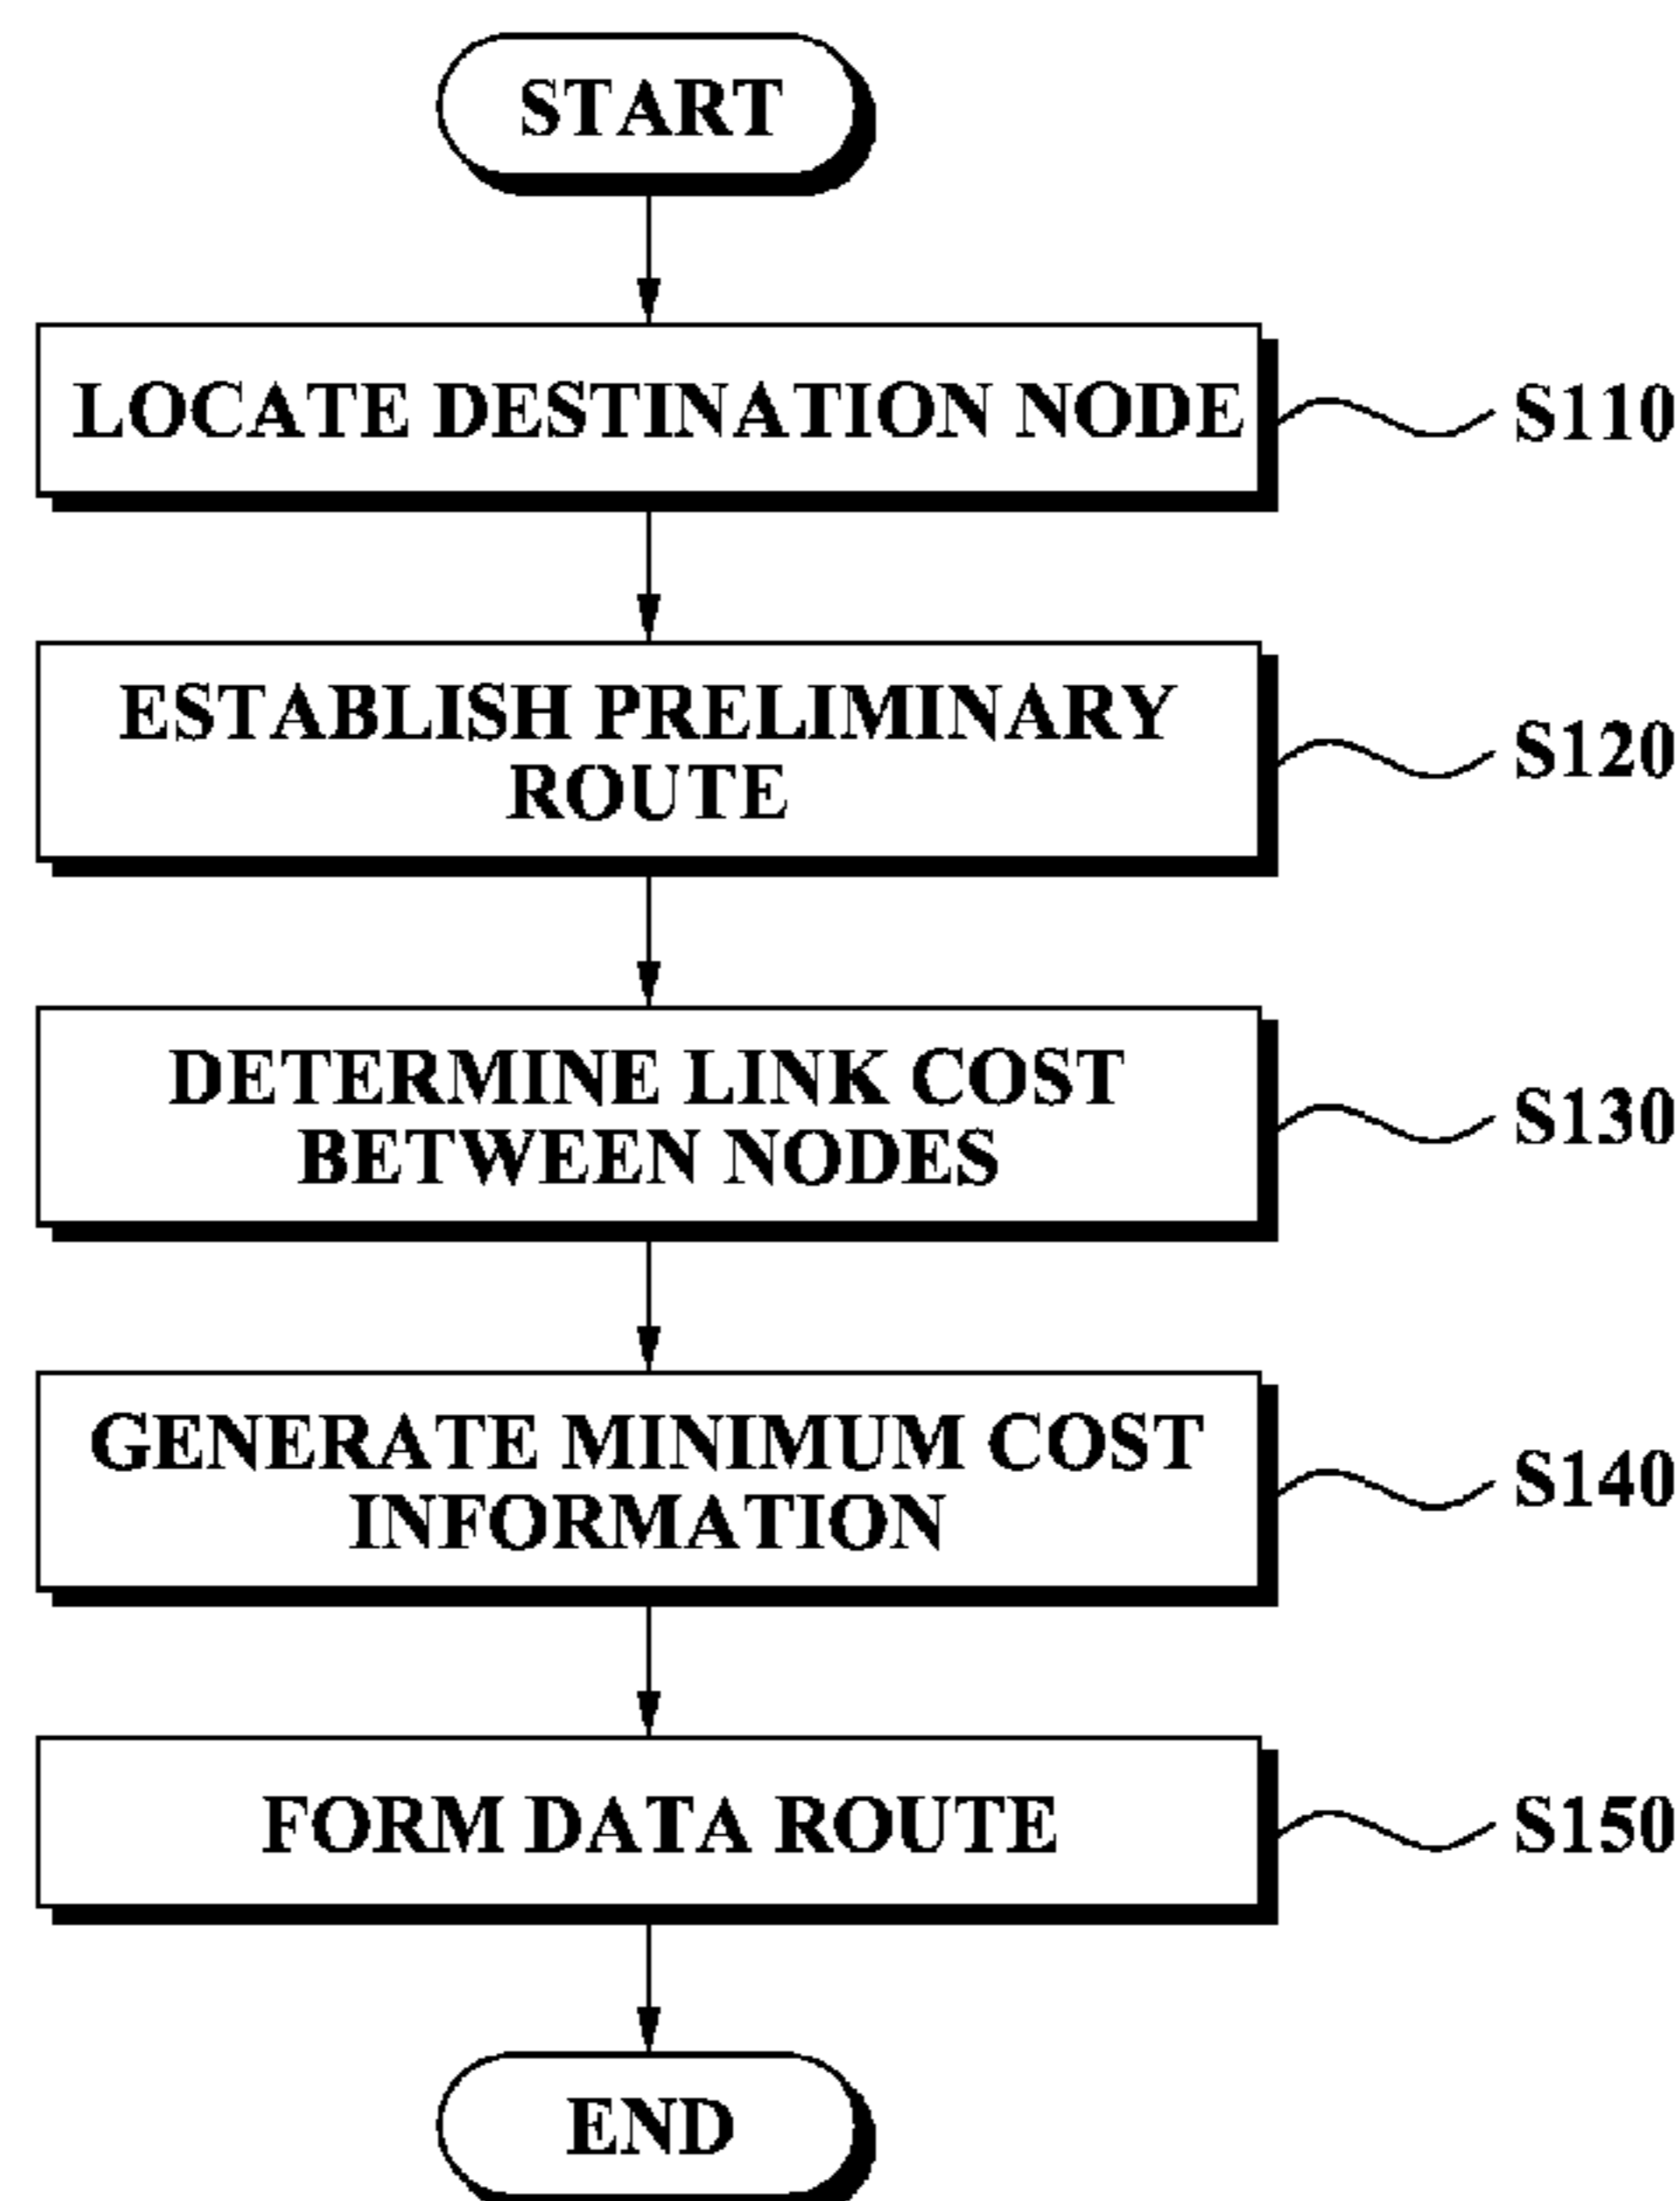 START
LOCATE DESTINATION NODE
S110
ESTABLISH PRELIMINARY
ROUTE
S120
DETERMINE LINK COST
BETWEEN NODES
S130
GENERATE MINIMUM COST
INFORMATION
S140
FORM DATA ROUTE
S150
END